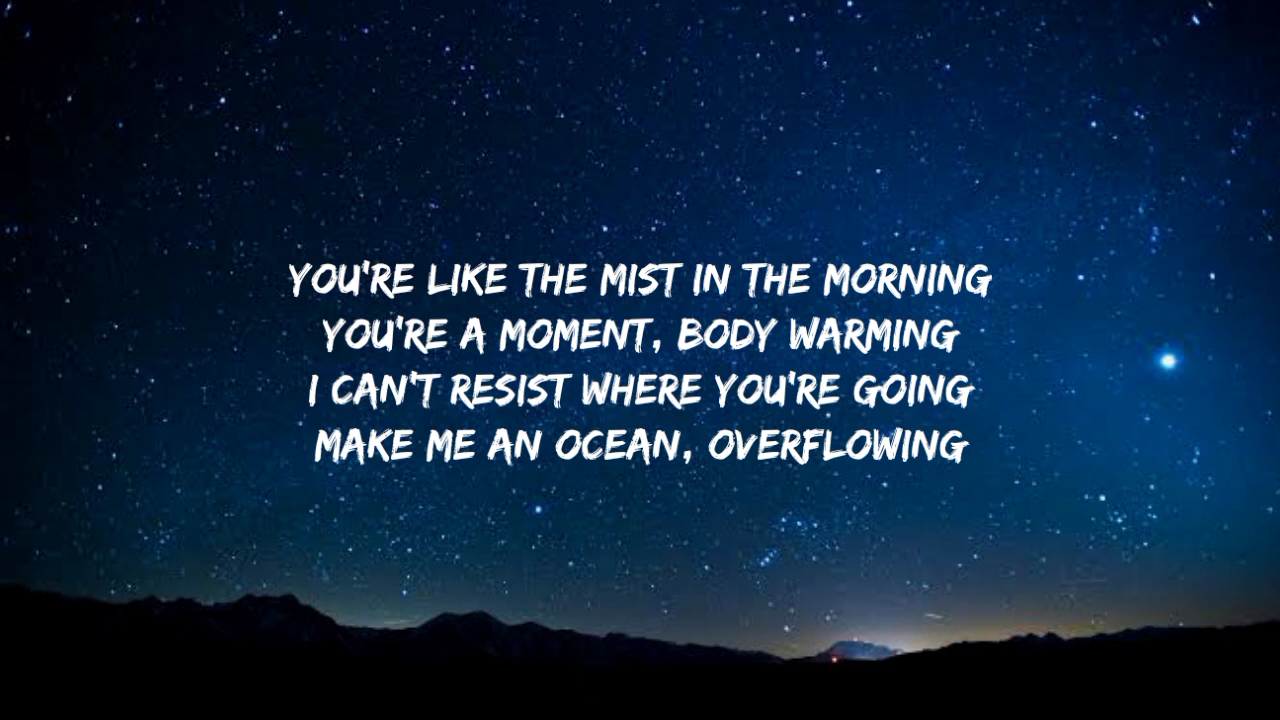 YOU'RE LIKE THE MIST IN THE MORNING
YOU'RE A MOMENT, BODY WARMING
I CAN'T RESIST WHERE YOU'RE GOING
MAKE ME AN OCEAN, OVERFLOWING